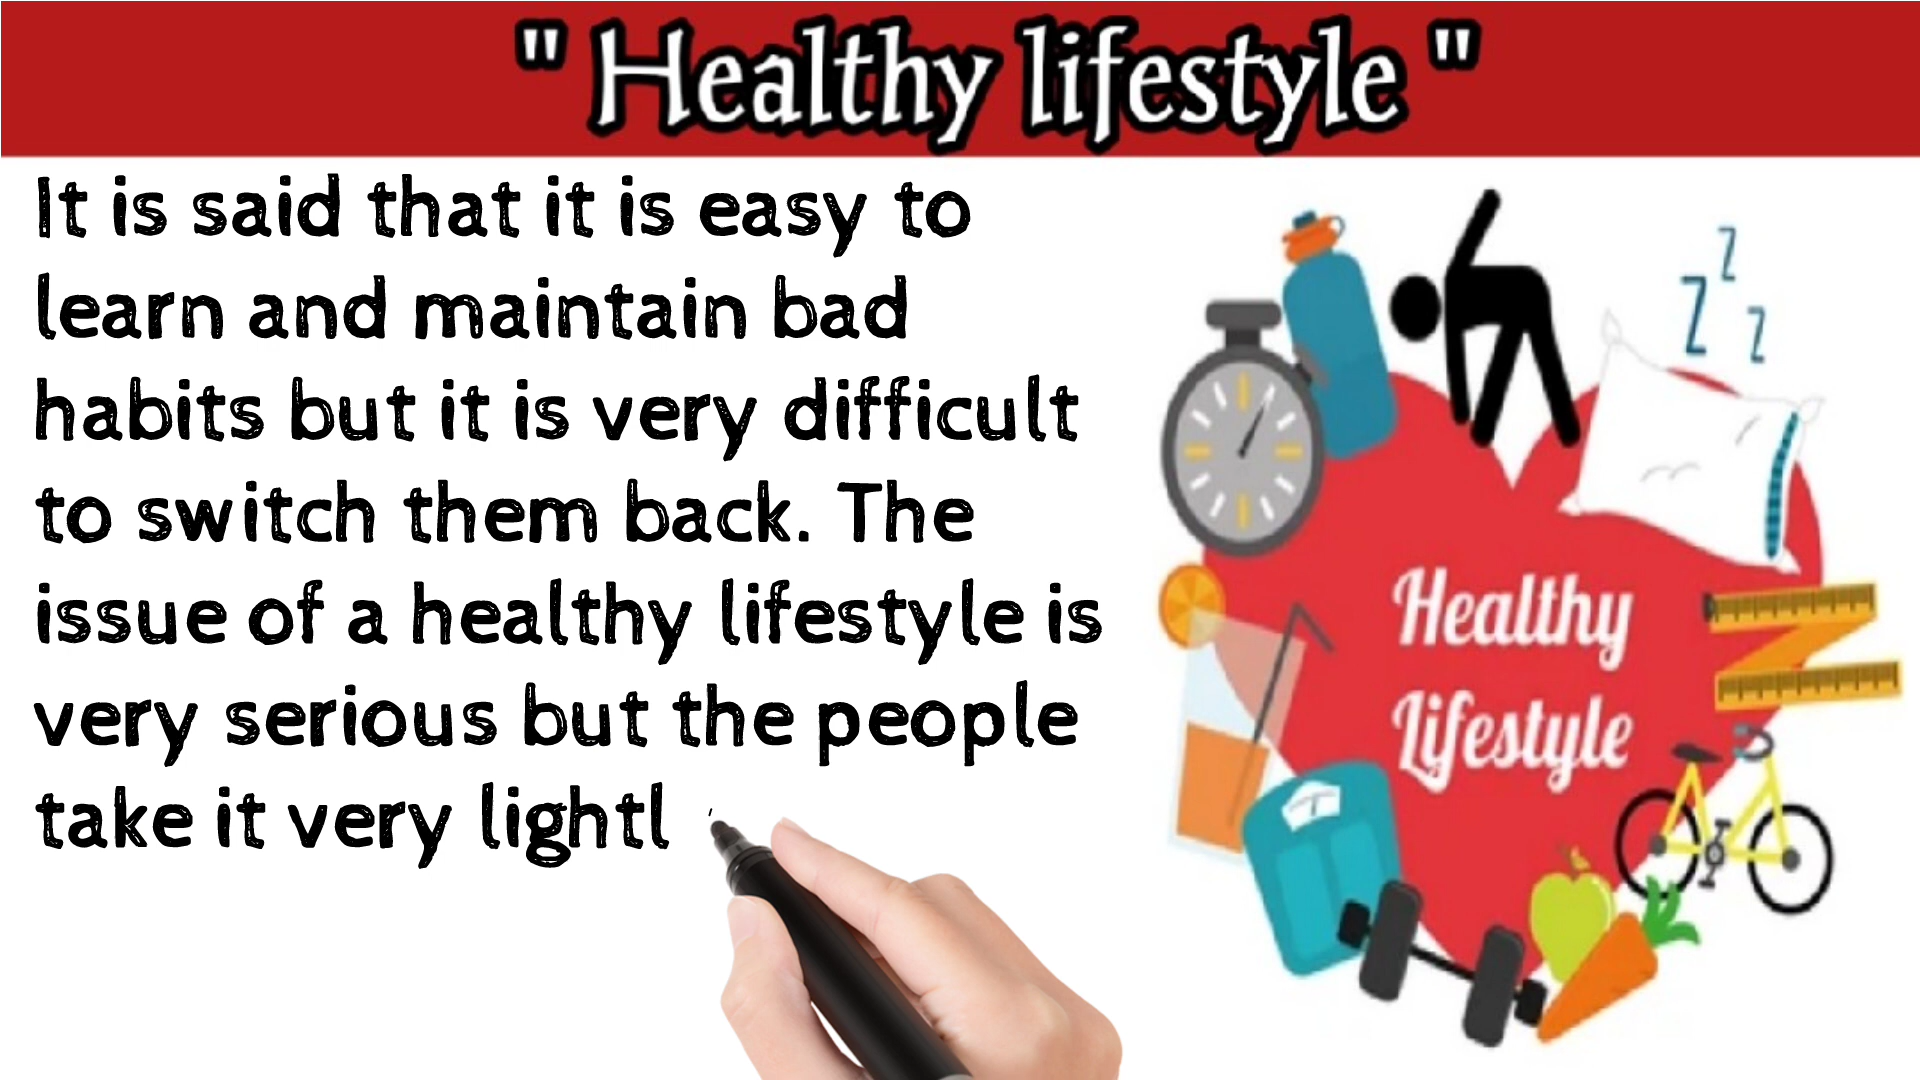 " Healthy lifestyle "
It is said that it is easy to
learn and maintain bad
habits but it is very difficult
to switch them back. The
issue of a healthy lifestyle is
very serious but the people
take it very lightl
z
z
z
Healthy
Lifestyle